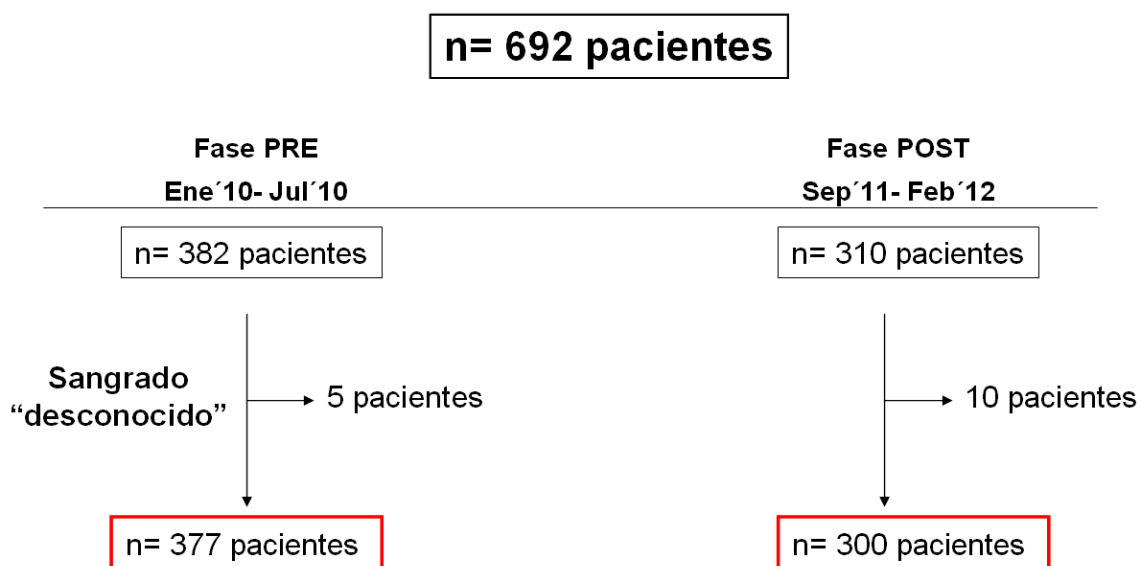 n= 692 pacientes
Fase PRE
Ene´10- Jul´10
Fase POST
Sep´11- Feb´12
n= 382 pacientes
n= 310 pacientes
Sangrado
“desconocido”
5 pacientes
10 pacientes
n= 377 pacientes
n= 300 pacientes